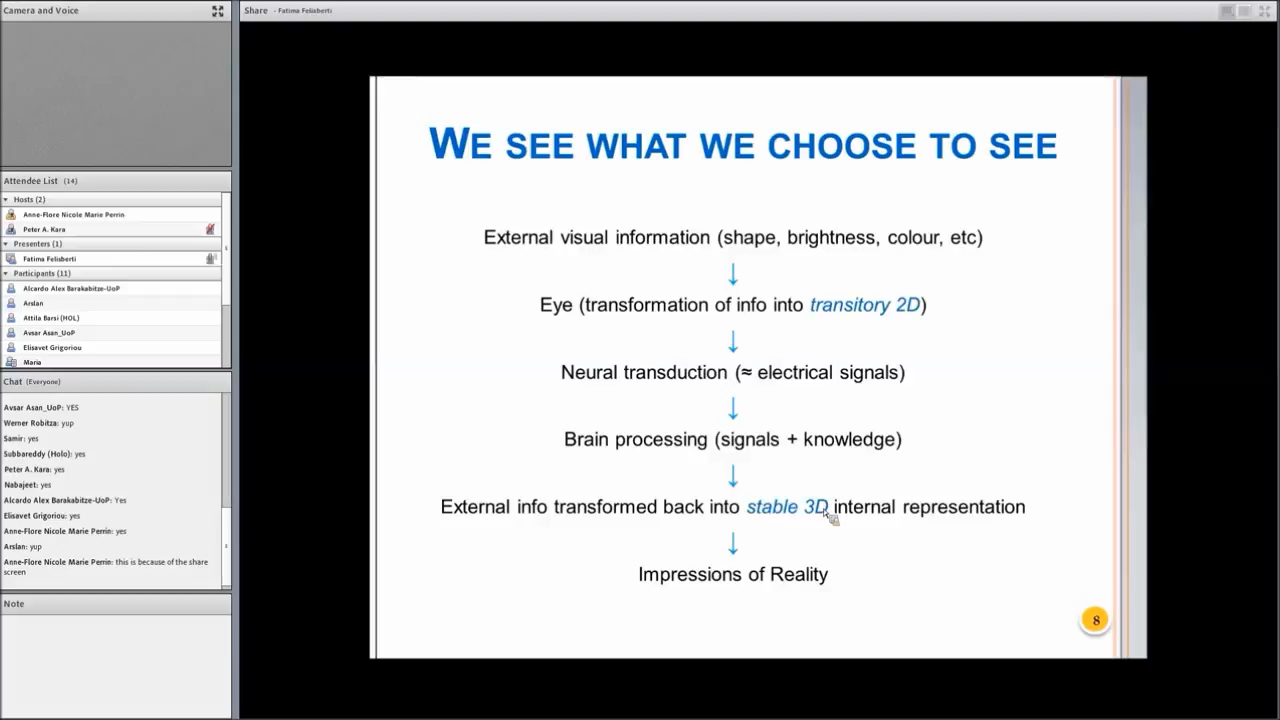 Camera and Voice
Share - Fatima Felisberti
Attendee List (14)
Hosts (2)
Anne-Flore Nicole Marie Perrin
Peter A. Kara
Presenters (1)
Fatima Felisberti
Participants (11)
Alcardo Alex Barakabitze-UoP
Arslan
Attila Barsi (HOL)
Avsar Asan_UoP
Elisavet Grigoriou
Maria
Chat (Everyone)
Avsar Asan_UoP: YES
Werner Robitza: yup
Samir: yes
Subbareddy (Holo): yes
Peter A. Kara: yes
Nabajeet: yes
Alcardo Alex Barakabitze-UoP: Yes
Elisavet Grigoriou: yes
Anne-Flore Nicole Marie Perrin: yes
Arslan: yup
Anne-Flore Nicole Marie Perrin: this is because of the share
screen
Note
WE SEE WHAT WE CHOOSE TO SEE
External visual information (shape, brightness, colour, etc)
↓
Eye (transformation of info into transitory 2D)
↓
Neural transduction (≈ electrical signals)
↓
Brain processing (signals + knowledge)
↓
External info transformed back into stable 3D internal representation
↓
Impressions of Reality
8